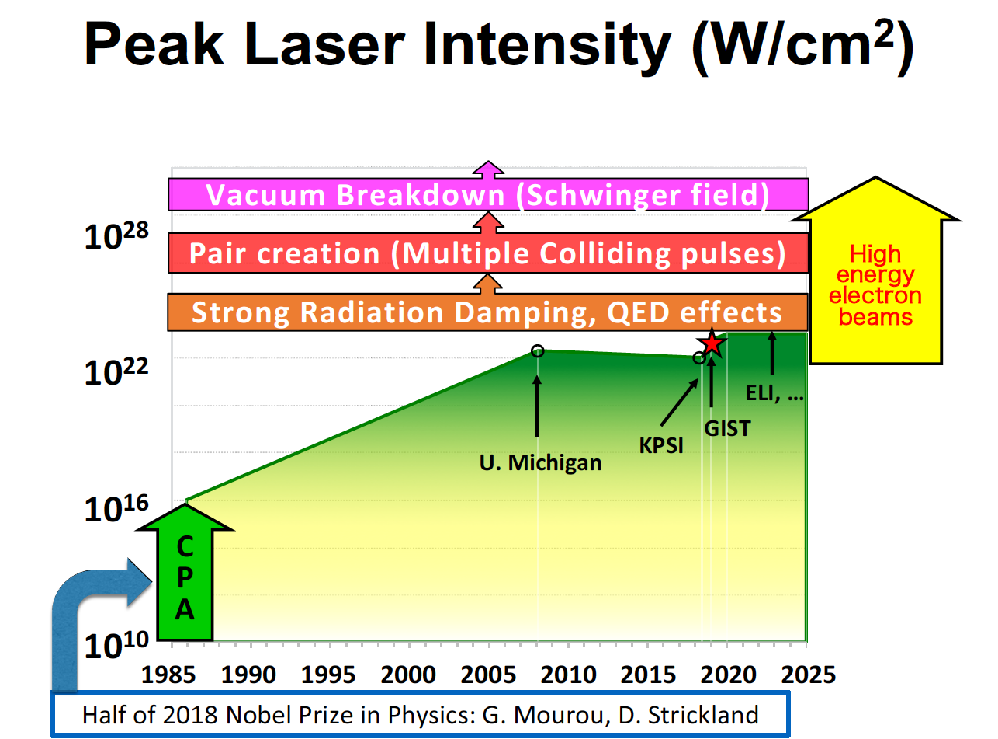 Peak Laser Intensity (W/cm²)
Vacuum Breakdown (Schwinger field)
10²⁸
Pair creation (Multiple Colliding pulses)
High
energy
electron
beams
Strong Radiation Damping, QED effects
10²²
ELI, ...
GIST
KPSI
U. Michigan
10¹⁶
C
P
A
10¹⁰
1985 1990 1995 2000 2005 2010 2015 2020 2025
Half of 2018 Nobel Prize in Physics: G. Mourou, D. Strickland